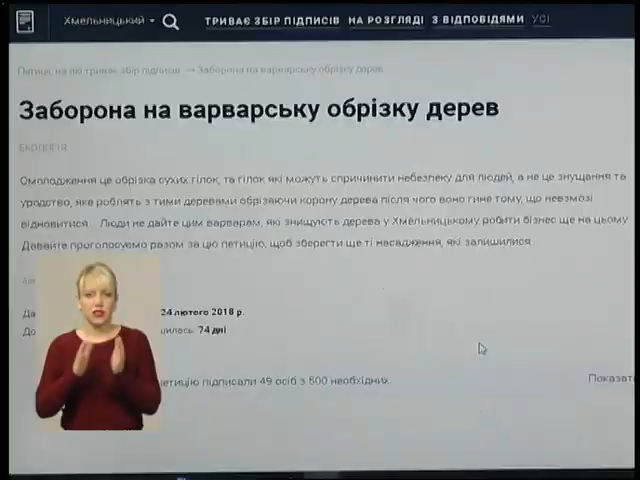 Хмельницький ТРИВАЄ ЗБІР ПІДПИСІВ НА РОЗГЛЯДІ З ВІДПОВІДЯМИ УСІ
Петиції, на які триває збір підписів → Заборона на варварську обрізку дерев
Заборона на варварську обрізку дерев
ЕКОЛОГІЯ
Омолодження це обрізка сухих гілок, та гілок які можуть спричинити небезпеку для людей, а не це знущання та
уродство, яке роблять з тими деревами обрізаючи корону дерева після чого воно гине тому, що невзмозі
відновитися. Люди не дайте цим варварам, які знищують дерева у Хмельницькому робити бізнес ще на цьому
Давайте проголосуємо разом за цю петицію, щоб зберегти ще ті насадження, які залишилися
24 лютого 2018 р.
74 дні
петицію підписали 49 осіб з 500 необхідних.
Показат